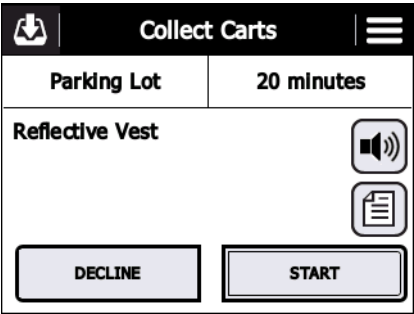 Collect Carts
Parking Lot
20 minutes
Reflective Vest
DECLINE
START